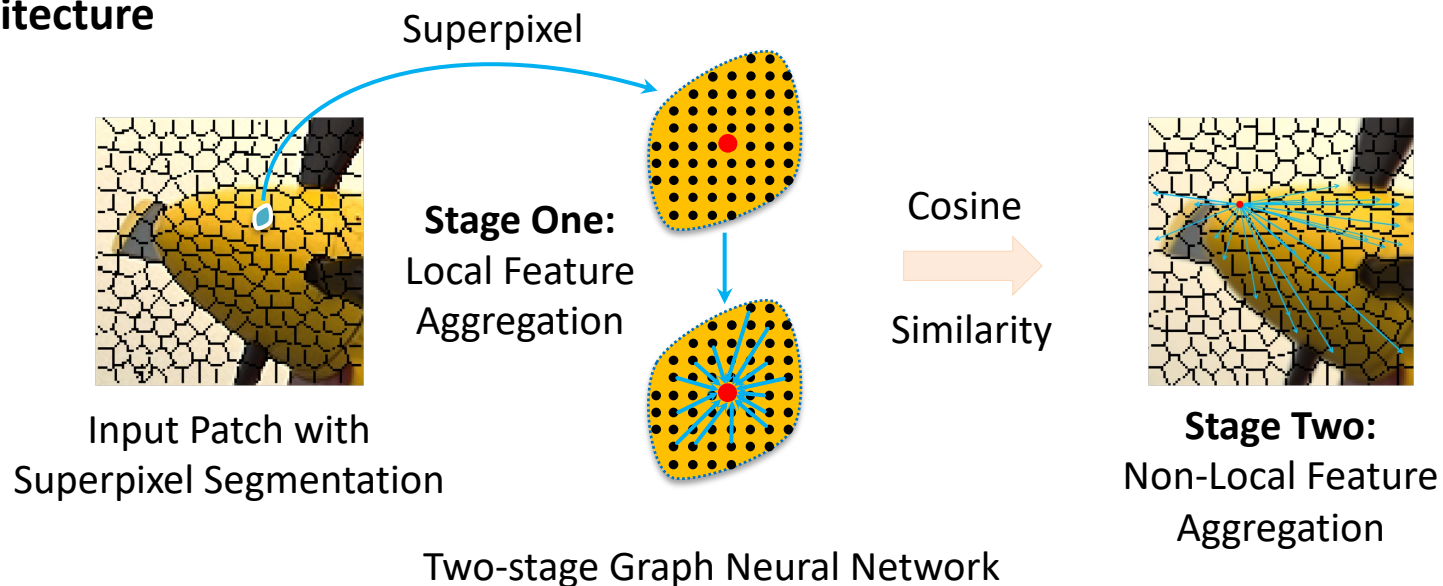 itecture
Superpixel
Stage One:
Local Feature
Aggregation
Cosine
Similarity
Input Patch with
Superpixel Segmentation
Stage Two:
Non-Local Feature
Aggregation
Two-stage Graph Neural Network